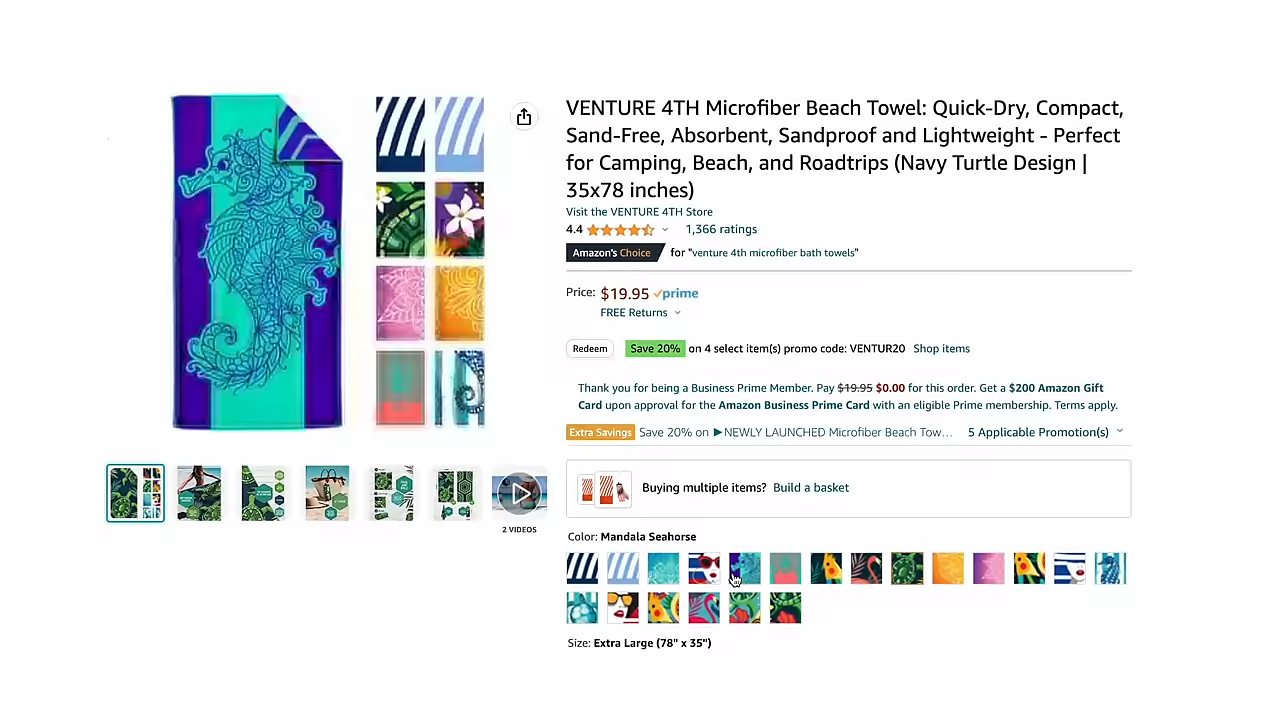 VENTURE 4TH Microfiber Beach Towel: Quick-Dry, Compact,
Sand-Free, Absorbent, Sandproof and Lightweight - Perfect
for Camping, Beach, and Roadtrips (Navy Turtle Design |
35x78 inches)
Visit the VENTURE 4TH Store
4.4 1,366 ratings
Amazon's Choice for "venture 4th microfiber bath towels"
Price: $19.95 prime
FREE Returns
Redeem Save 20% on 4 select item(s) promo code: VENTUR20 Shop items
Thank you for being a Business Prime Member. Pay $19.95 $0.00 for this order. Get a $200 Amazon Gift
Card upon approval for the Amazon Business Prime Card with an eligible Prime membership. Terms apply.
Extra Savings Save 20% on ►NEWLY LAUNCHED Microfiber Beach Tow... 5 Applicable Promotion(s)
Buying multiple items? Build a basket
2 VIDEOS
Color: Mandala Seahorse
Size: Extra Large (78" x 35")